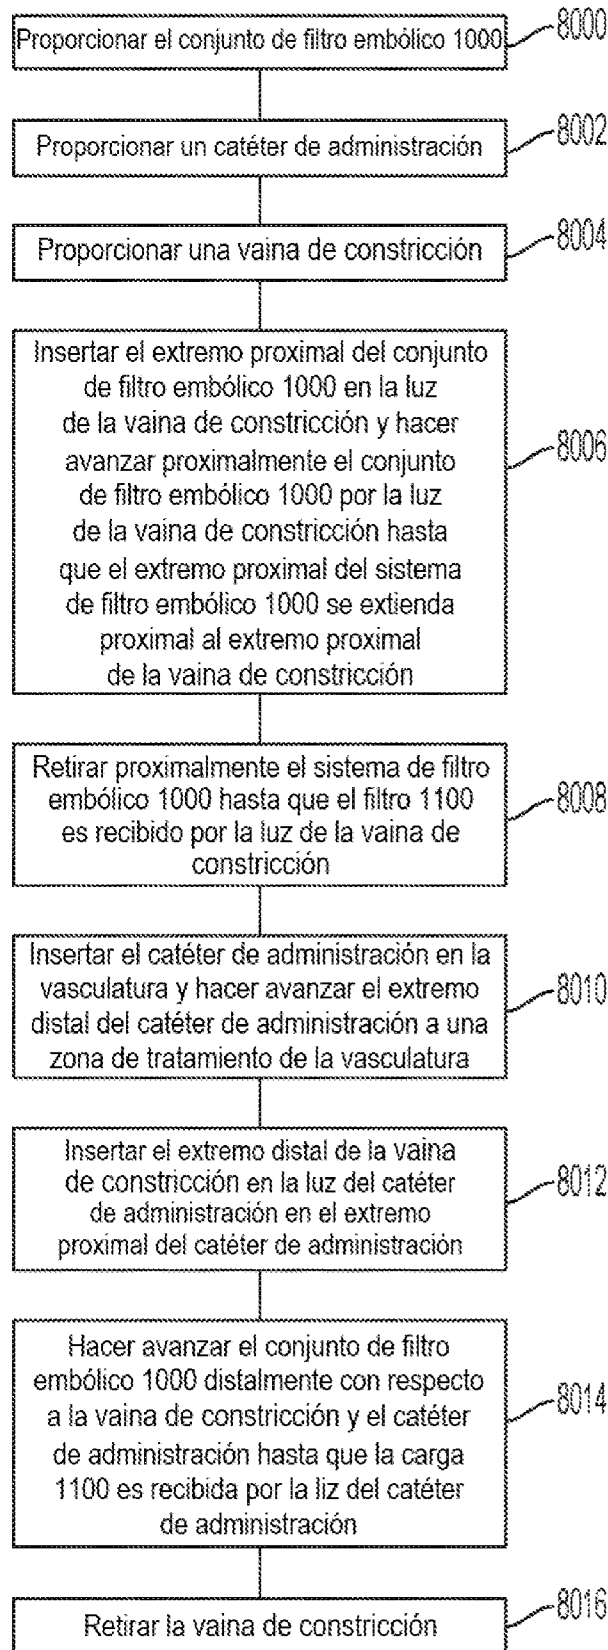 Proporcionar el conjunto de filtro embólico 1000
8000
Proporcionar un catéter de administración
8002
Proporcionar una vaina de constricción
8004
Insertar el extremo proximal del conjunto
de filtro embólico 1000 en la luz
de la vaina de constricción y hacer
avanzar proximalmente el conjunto
de filtro embólico 1000 por la luz
de la vaina de constricción hasta
que el extremo proximal del sistema
de filtro embólico 1000 se extienda
proximal al extremo proximal
de la vaina de constricción
8006
Retirar proximalmente el sistema de filtro
embólico 1000 hasta que el filtro 1100
es recibido por la luz de la vaina de
constricción
8008
Insertar el catéter de administración en la
vasculatura y hacer avanzar el extremo
distal del catéter de administración a una
zona de tratamiento de la vasculatura
8010
Insertar el extremo distal de la vaina
de constricción en la luz del catéter
de administración en el extremo
proximal del catéter de administración
8012
Hacer avanzar el conjunto de filtro
embólico 1000 distalmente con respecto
a la vaina de constricción y el catéter
de administración hasta que la carga
1100 es recibida por la liz del catéter
de administración
8014
Retirar la vaina de constricción
8016